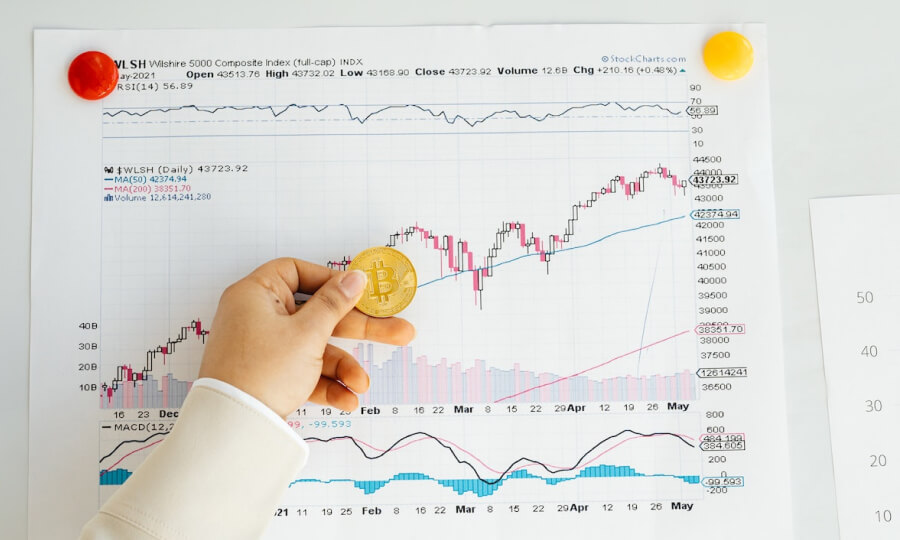 WLSH Wilshire 5000 Composite Index (full-cap) INDX
© StockCharts.com
ay-2021 Open 43513.76 High 43732.02 Low 43168.90 Close 43723.92 Volume 12.6B Chg +210.16 (+0.48%)
RSI(14) 56.89
90
70
56.89
30
10
$WLSH (Daily) 43723.92
MA(50) 42374.94
MA(200) 38351.70
Volume 12,614,241,280
44500
43723.92
43000
42374.94
42000
41500
41000
40500
40000
39500
39000
38351.70
38000
37500
12614241
36500
40B
30B
20B
10B
16 23 Dec 11 19 25 Feb 8 16 22 Mar 8 15 22 29 Apr 12 19 26 May
MACD(12,2 , -99.593
800
600
484.199
384.605
200
0
-99.593
-200
21 11 19 25 Feb 8 16 22 Mar 8 15 22 29 Apr 12 19 26 May
50
40
30
20
10